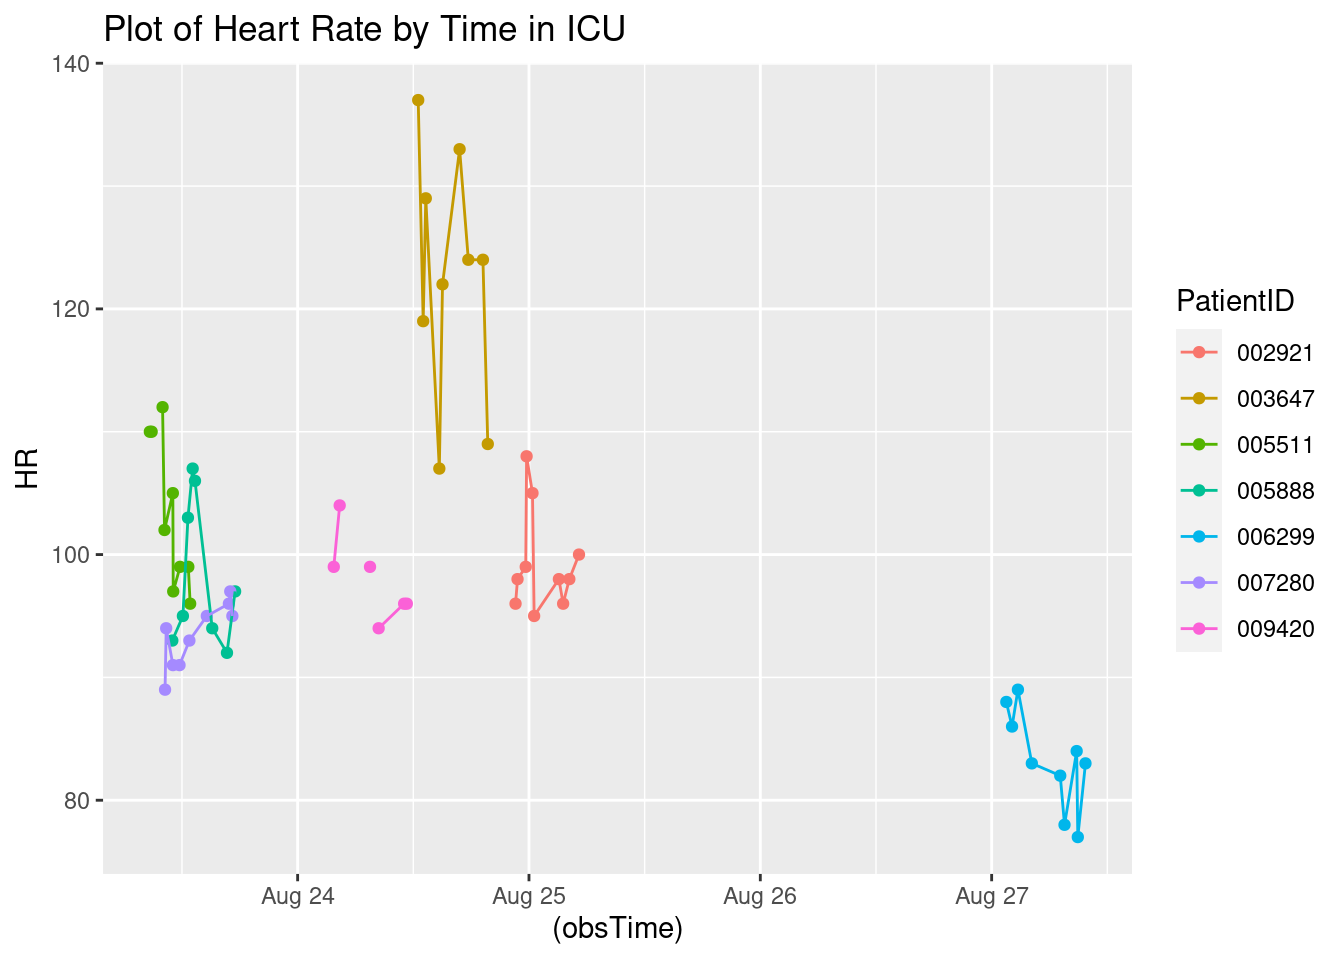 Plot of Heart Rate by Time in ICU
140
120
100
80
HR
Aug 24
Aug 25
Aug 26
Aug 27
(obsTime)
PatientID
002921
003647
005511
005888
006299
007280
009420